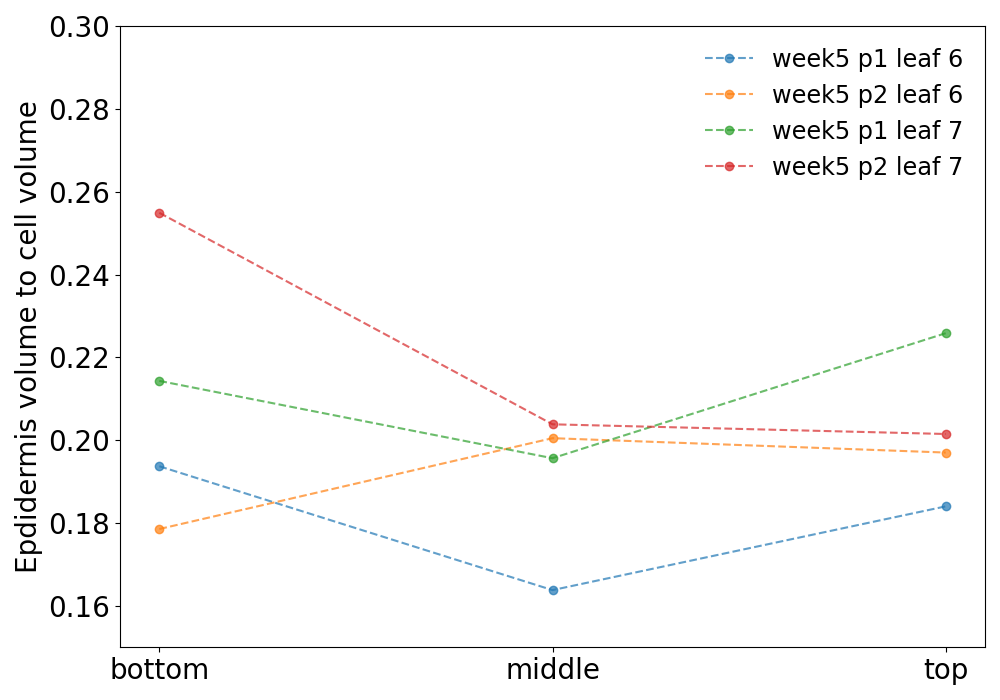 Epdidermis volume to cell volume
0.30
0.28
0.26
0.24
0.22
0.20
0.18
0.16
bottom
middle
top
week5 p1 leaf 6
week5 p2 leaf 6
week5 p1 leaf 7
week5 p2 leaf 7